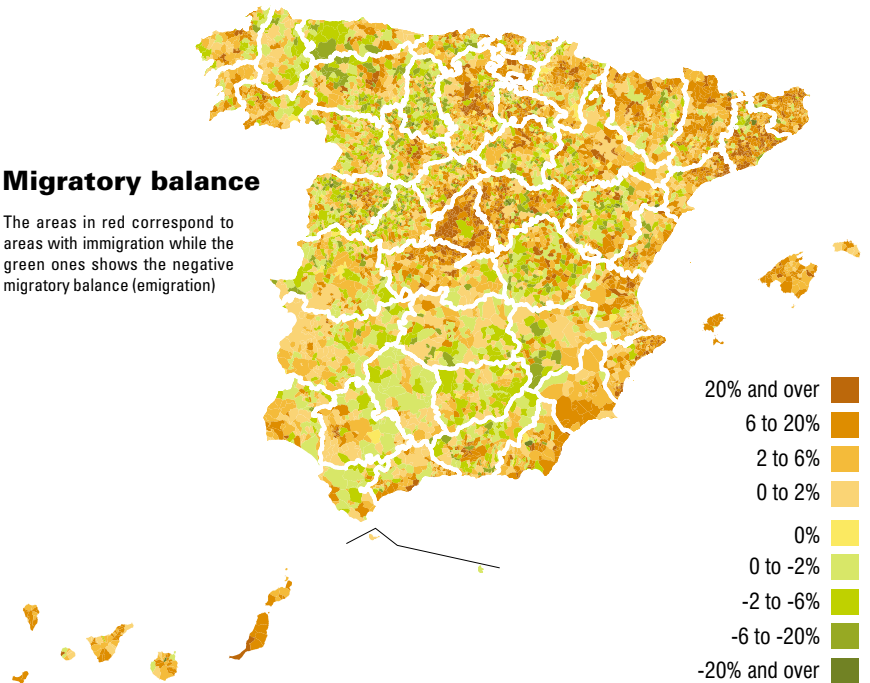 Migratory balance
The areas in red correspond to
areas with immigration while the
green ones shows the negative
migratory balance (emigration)
20% and over
6 to 20%
2 to 6%
0 to 2%
0%
0 to -2%
-2 to -6%
-6 to -20%
-20% and over